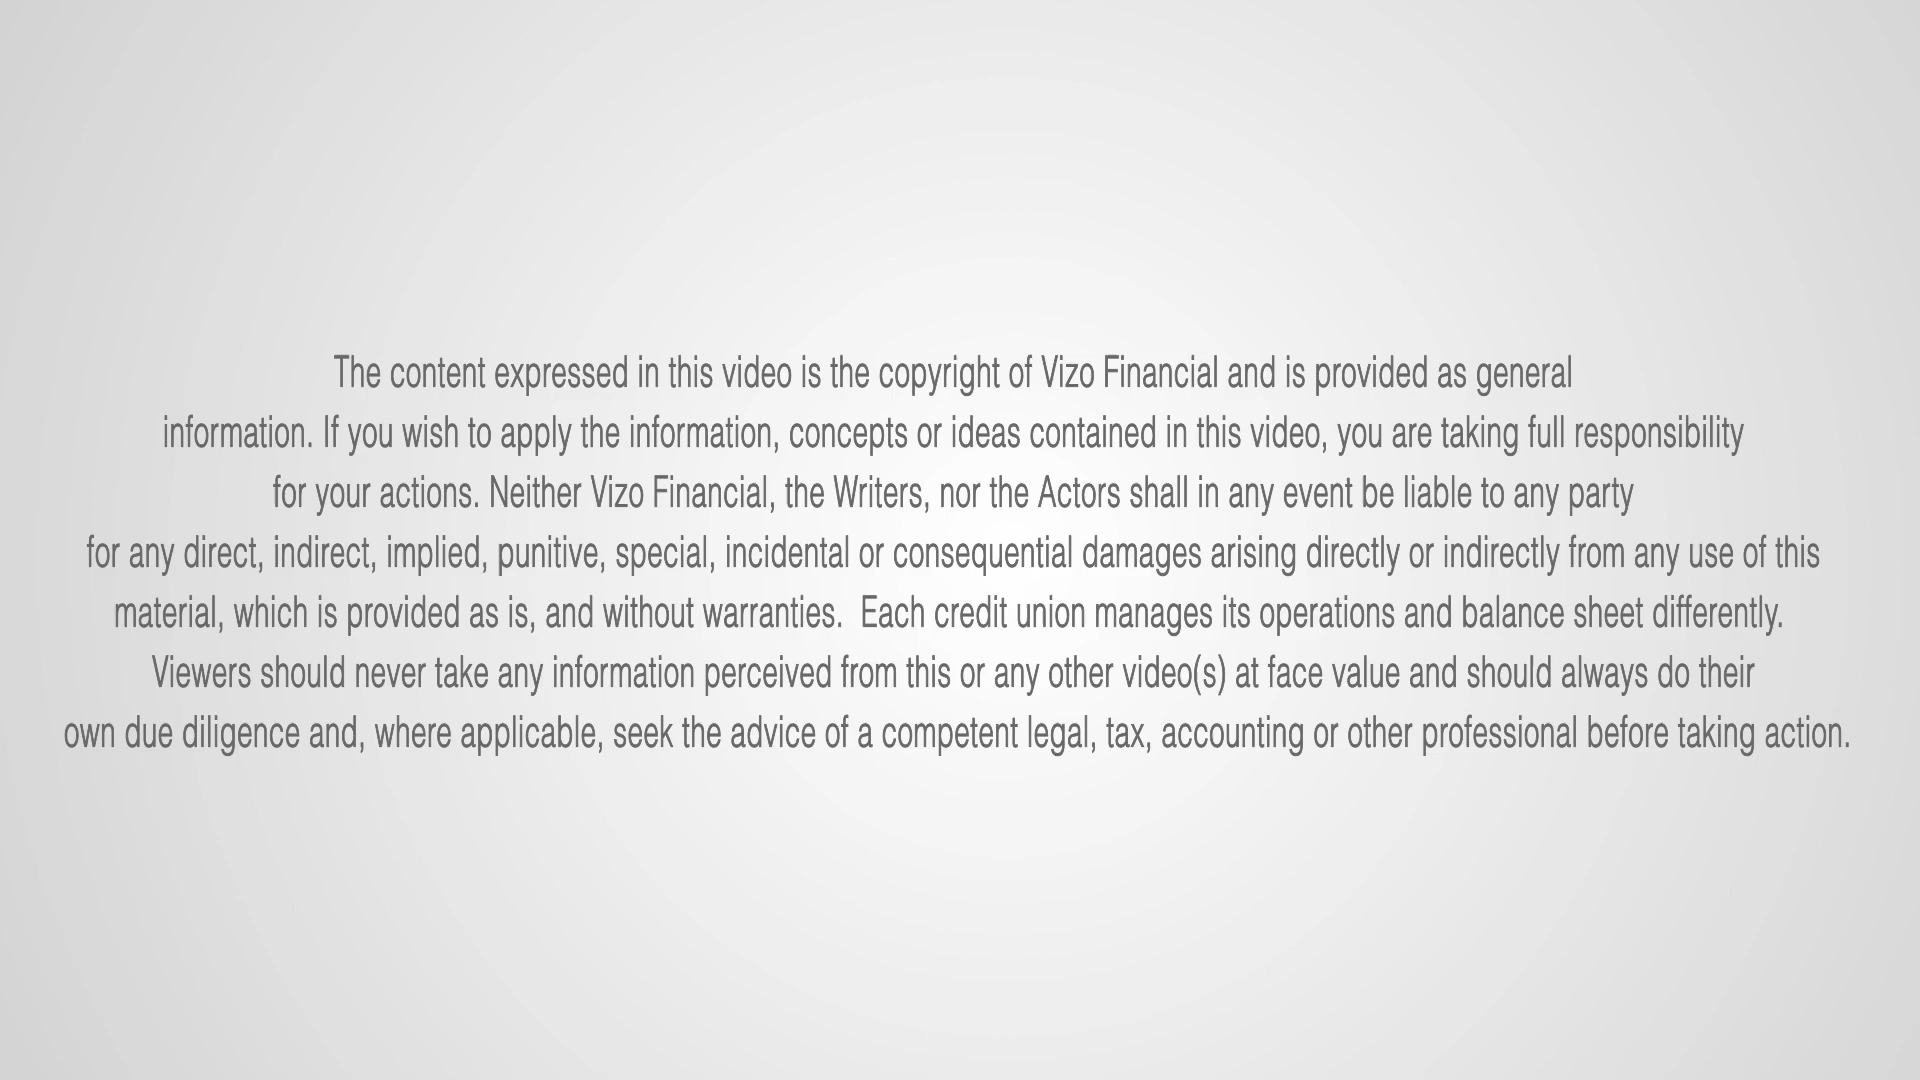 The content expressed in this video is the copyright of Vizo Financial and is provided as general
information. If you wish to apply the information, concepts or ideas contained in this video, you are taking full responsibility
for your actions. Neither Vizo Financial, the Writers, nor the Actors shall in any event be liable to any party
for any direct, indirect, implied, punitive, special, incidental or consequential damages arising directly or indirectly from any use of this
material, which is provided as is, and without warranties.  Each credit union manages its operations and balance sheet differently.
Viewers should never take any information perceived from this or any other video(s) at face value and should always do their
own due diligence and, where applicable, seek the advice of a competent legal, tax, accounting or other professional before taking action.